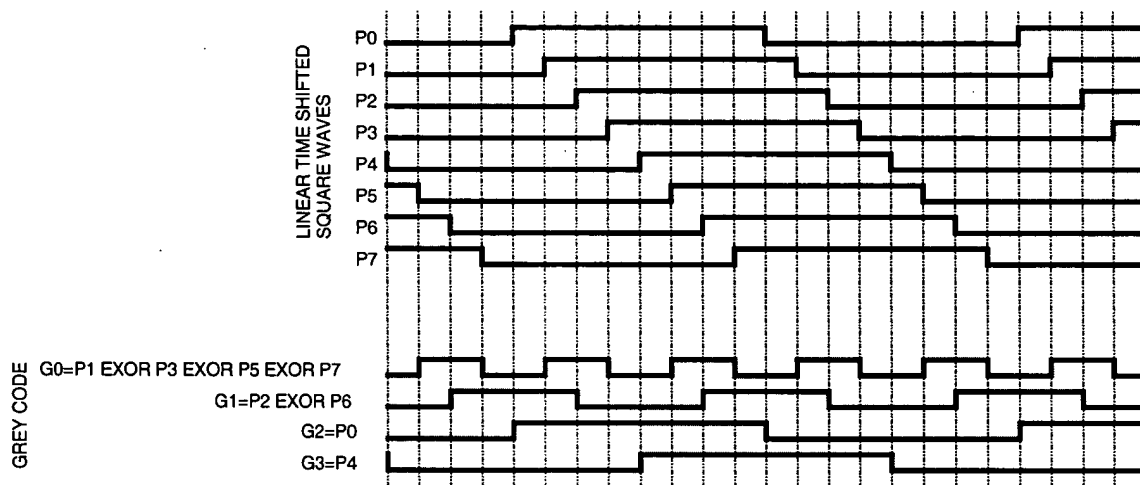 LINEAR TIME SHIFTED
SQUARE WAVES
P0
P1
P2
P3
P4
P5
P6
P7
GREY CODE
G0=P1 EXOR P3 EXOR P5 EXOR P7
G1=P2 EXOR P6
G2=P0
G3=P4